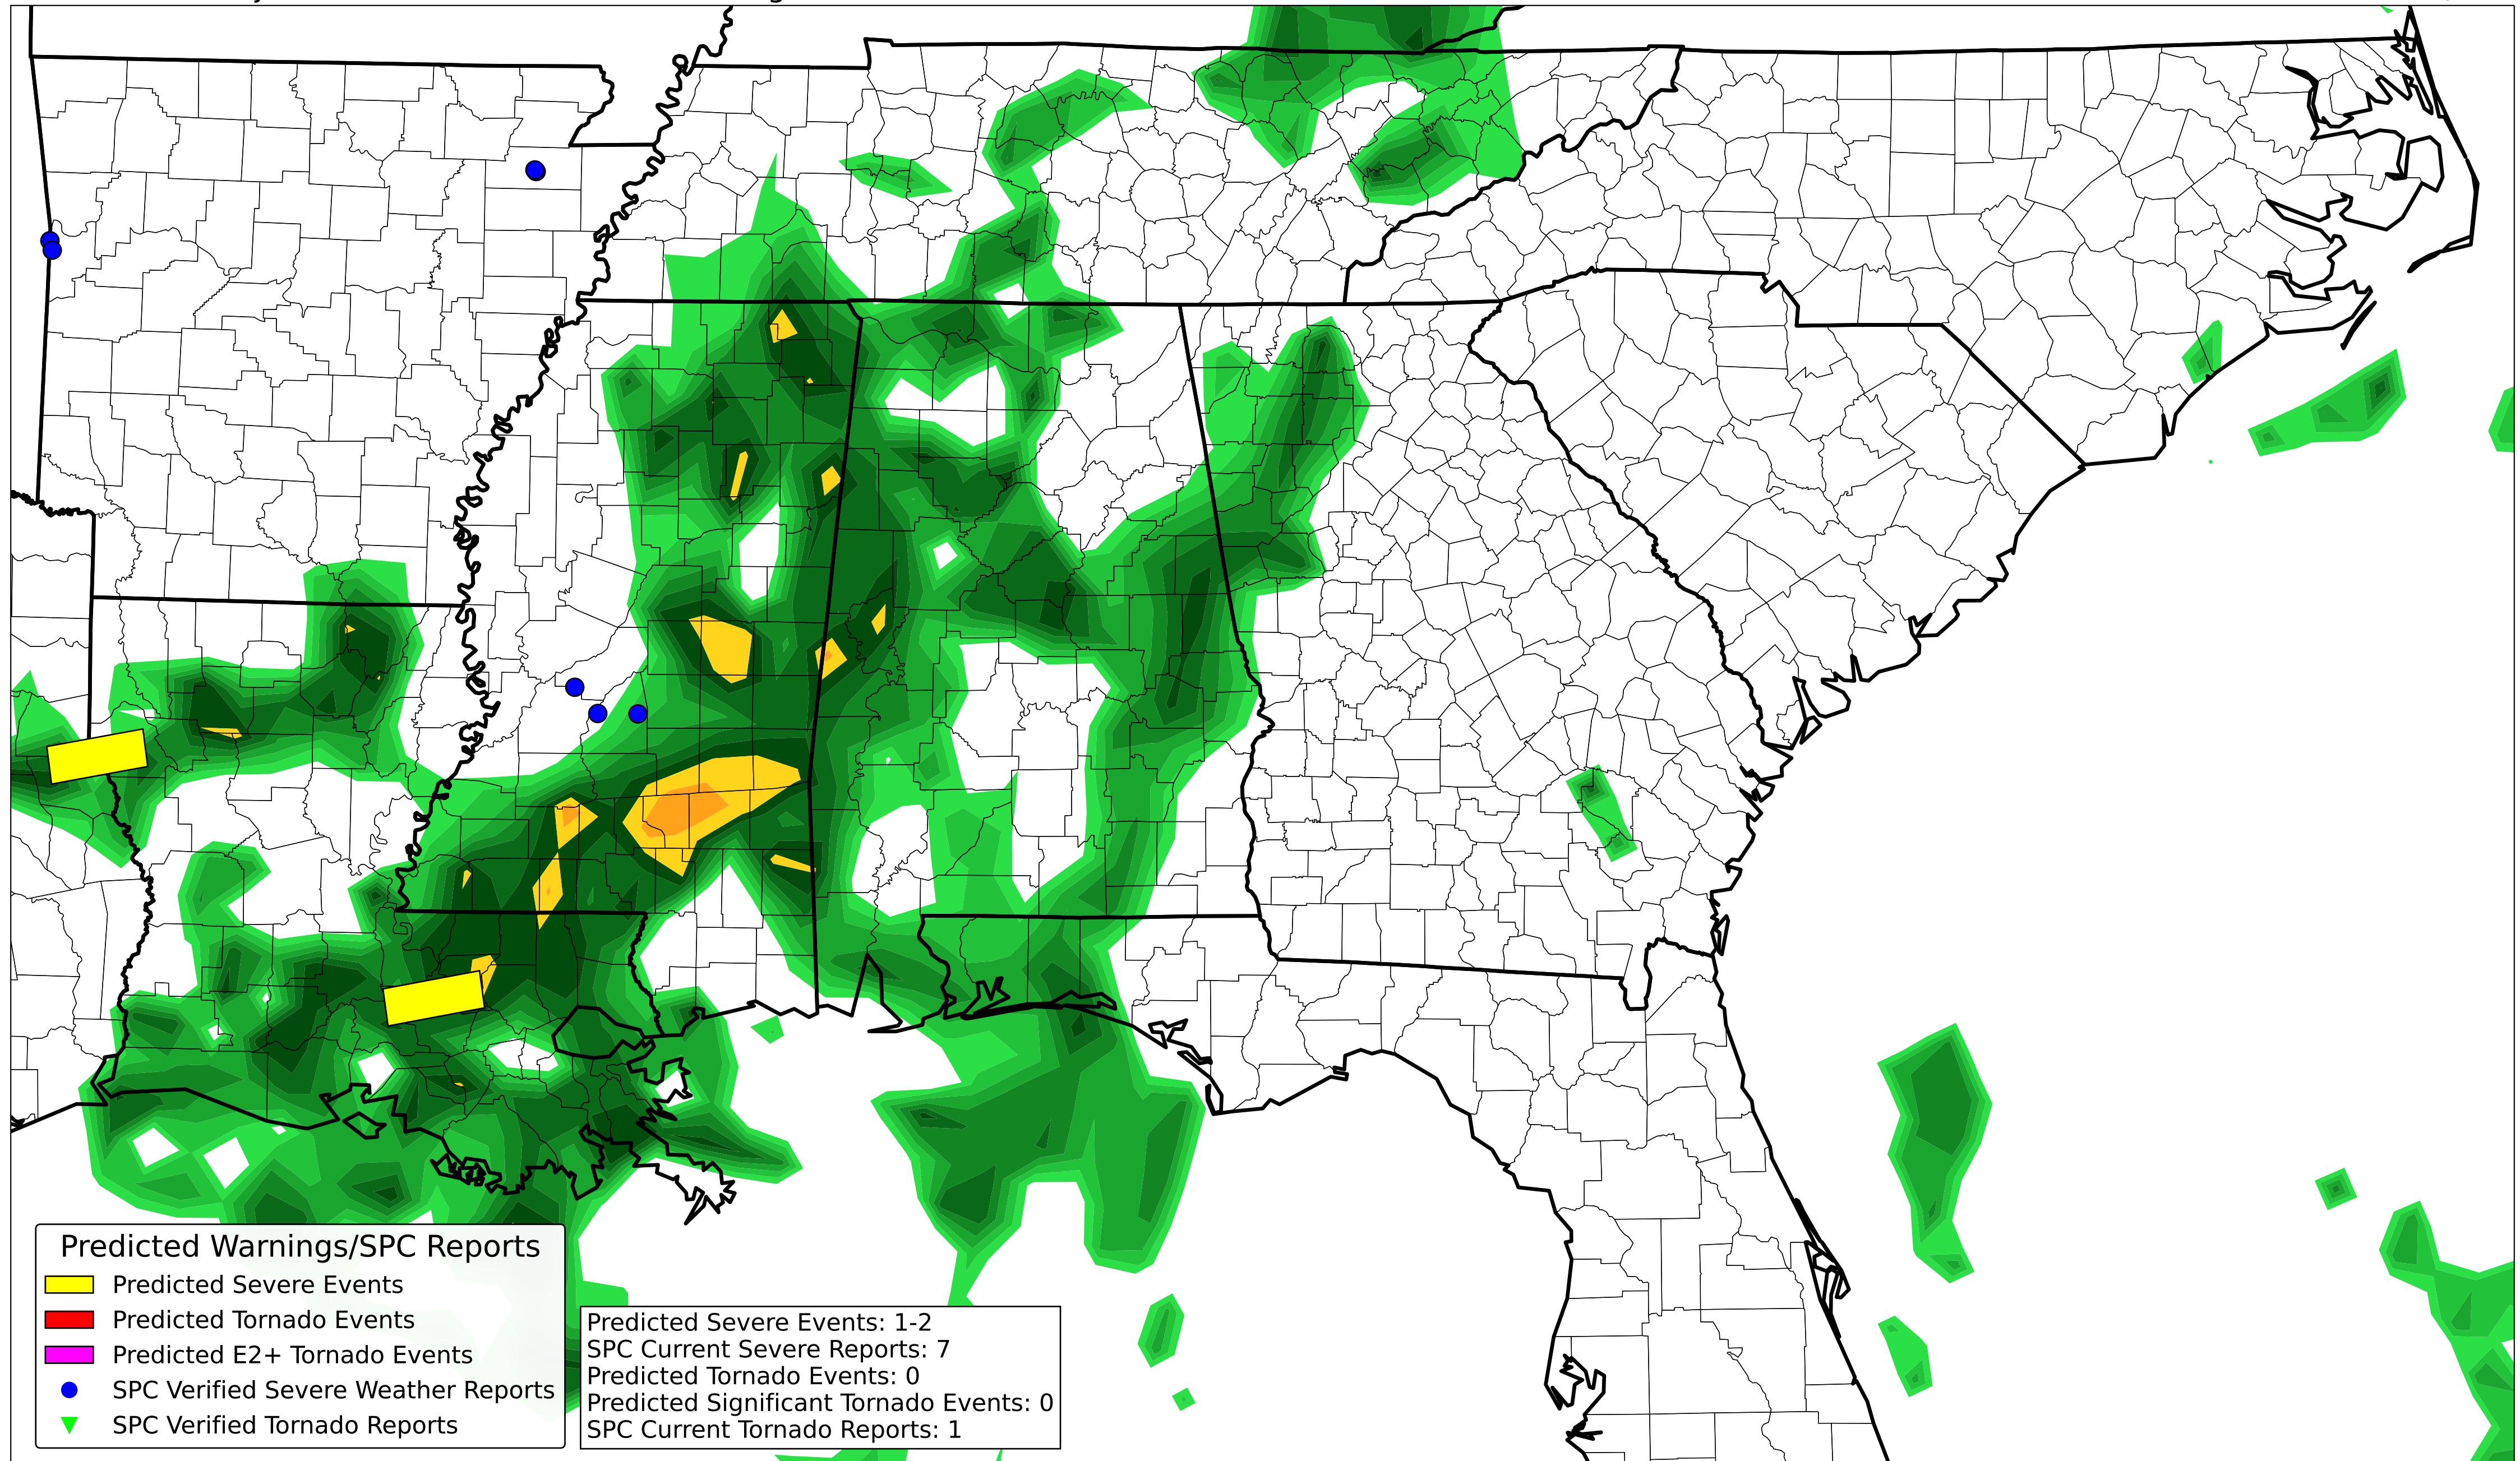 Predicted Warnings/SPC Reports
Predicted Severe Events
Predicted Tornado Events
Predicted E2+ Tornado Events
SPC Verified Severe Weather Reports
SPC Verified Tornado Reports
Predicted Severe Events: 1-2
SPC Current Severe Reports: 7
Predicted Tornado Events: 0
Predicted Significant Tornado Events: 0
SPC Current Tornado Reports: 1